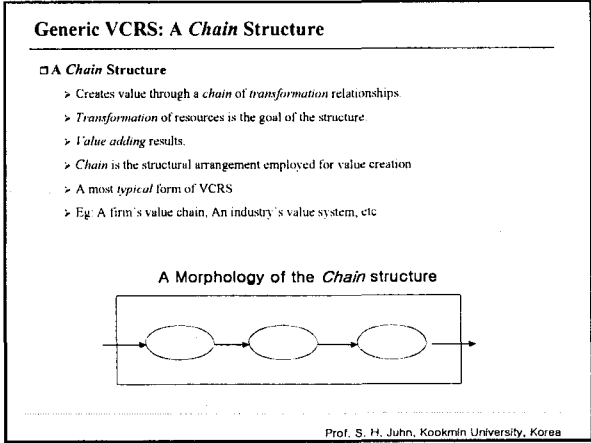 Generic VCRS: A Chain Structure
❒ A Chain Structure
➢ Creates value through a chain of transformation relationships.
➢ Transformation of resources is the goal of the structure.
➢ Value adding results.
➢ Chain is the structural arrangement employed for value creation
➢ A most typical form of VCRS
➢ Eg: A firm's value chain, An industry's value system, etc
A Morphology of the Chain structure
Prof. S. H. Juhn, Kookmin University, Korea